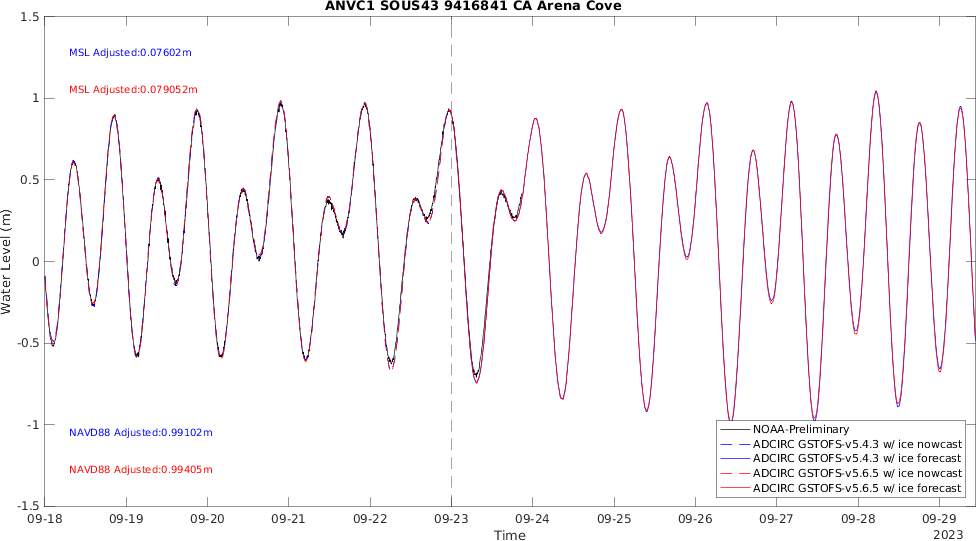 ANVC1 SOUS43 9416841 CA Arena Cove
1.5
1
0.5
0
-0.5
-1
-1.5
Water Level (m)
MSL Adjusted:0.07602m
MSL Adjusted:0.079052m
NAVD88 Adjusted:0.99102m
NAVD88 Adjusted:0.99405m
NOAA-Preliminary
ADCIRC GSTOFS-v5.4.3 w/ ice nowcast
ADCIRC GSTOFS-v5.4.3 w/ ice forecast
ADCIRC GSTOFS-v5.6.5 w/ ice nowcast
ADCIRC GSTOFS-v5.6.5 w/ ice forecast
09-18 09-19 09-20 09-21 09-22 09-23 09-24 09-25 09-26 09-27 09-28 09-29
Time
2023